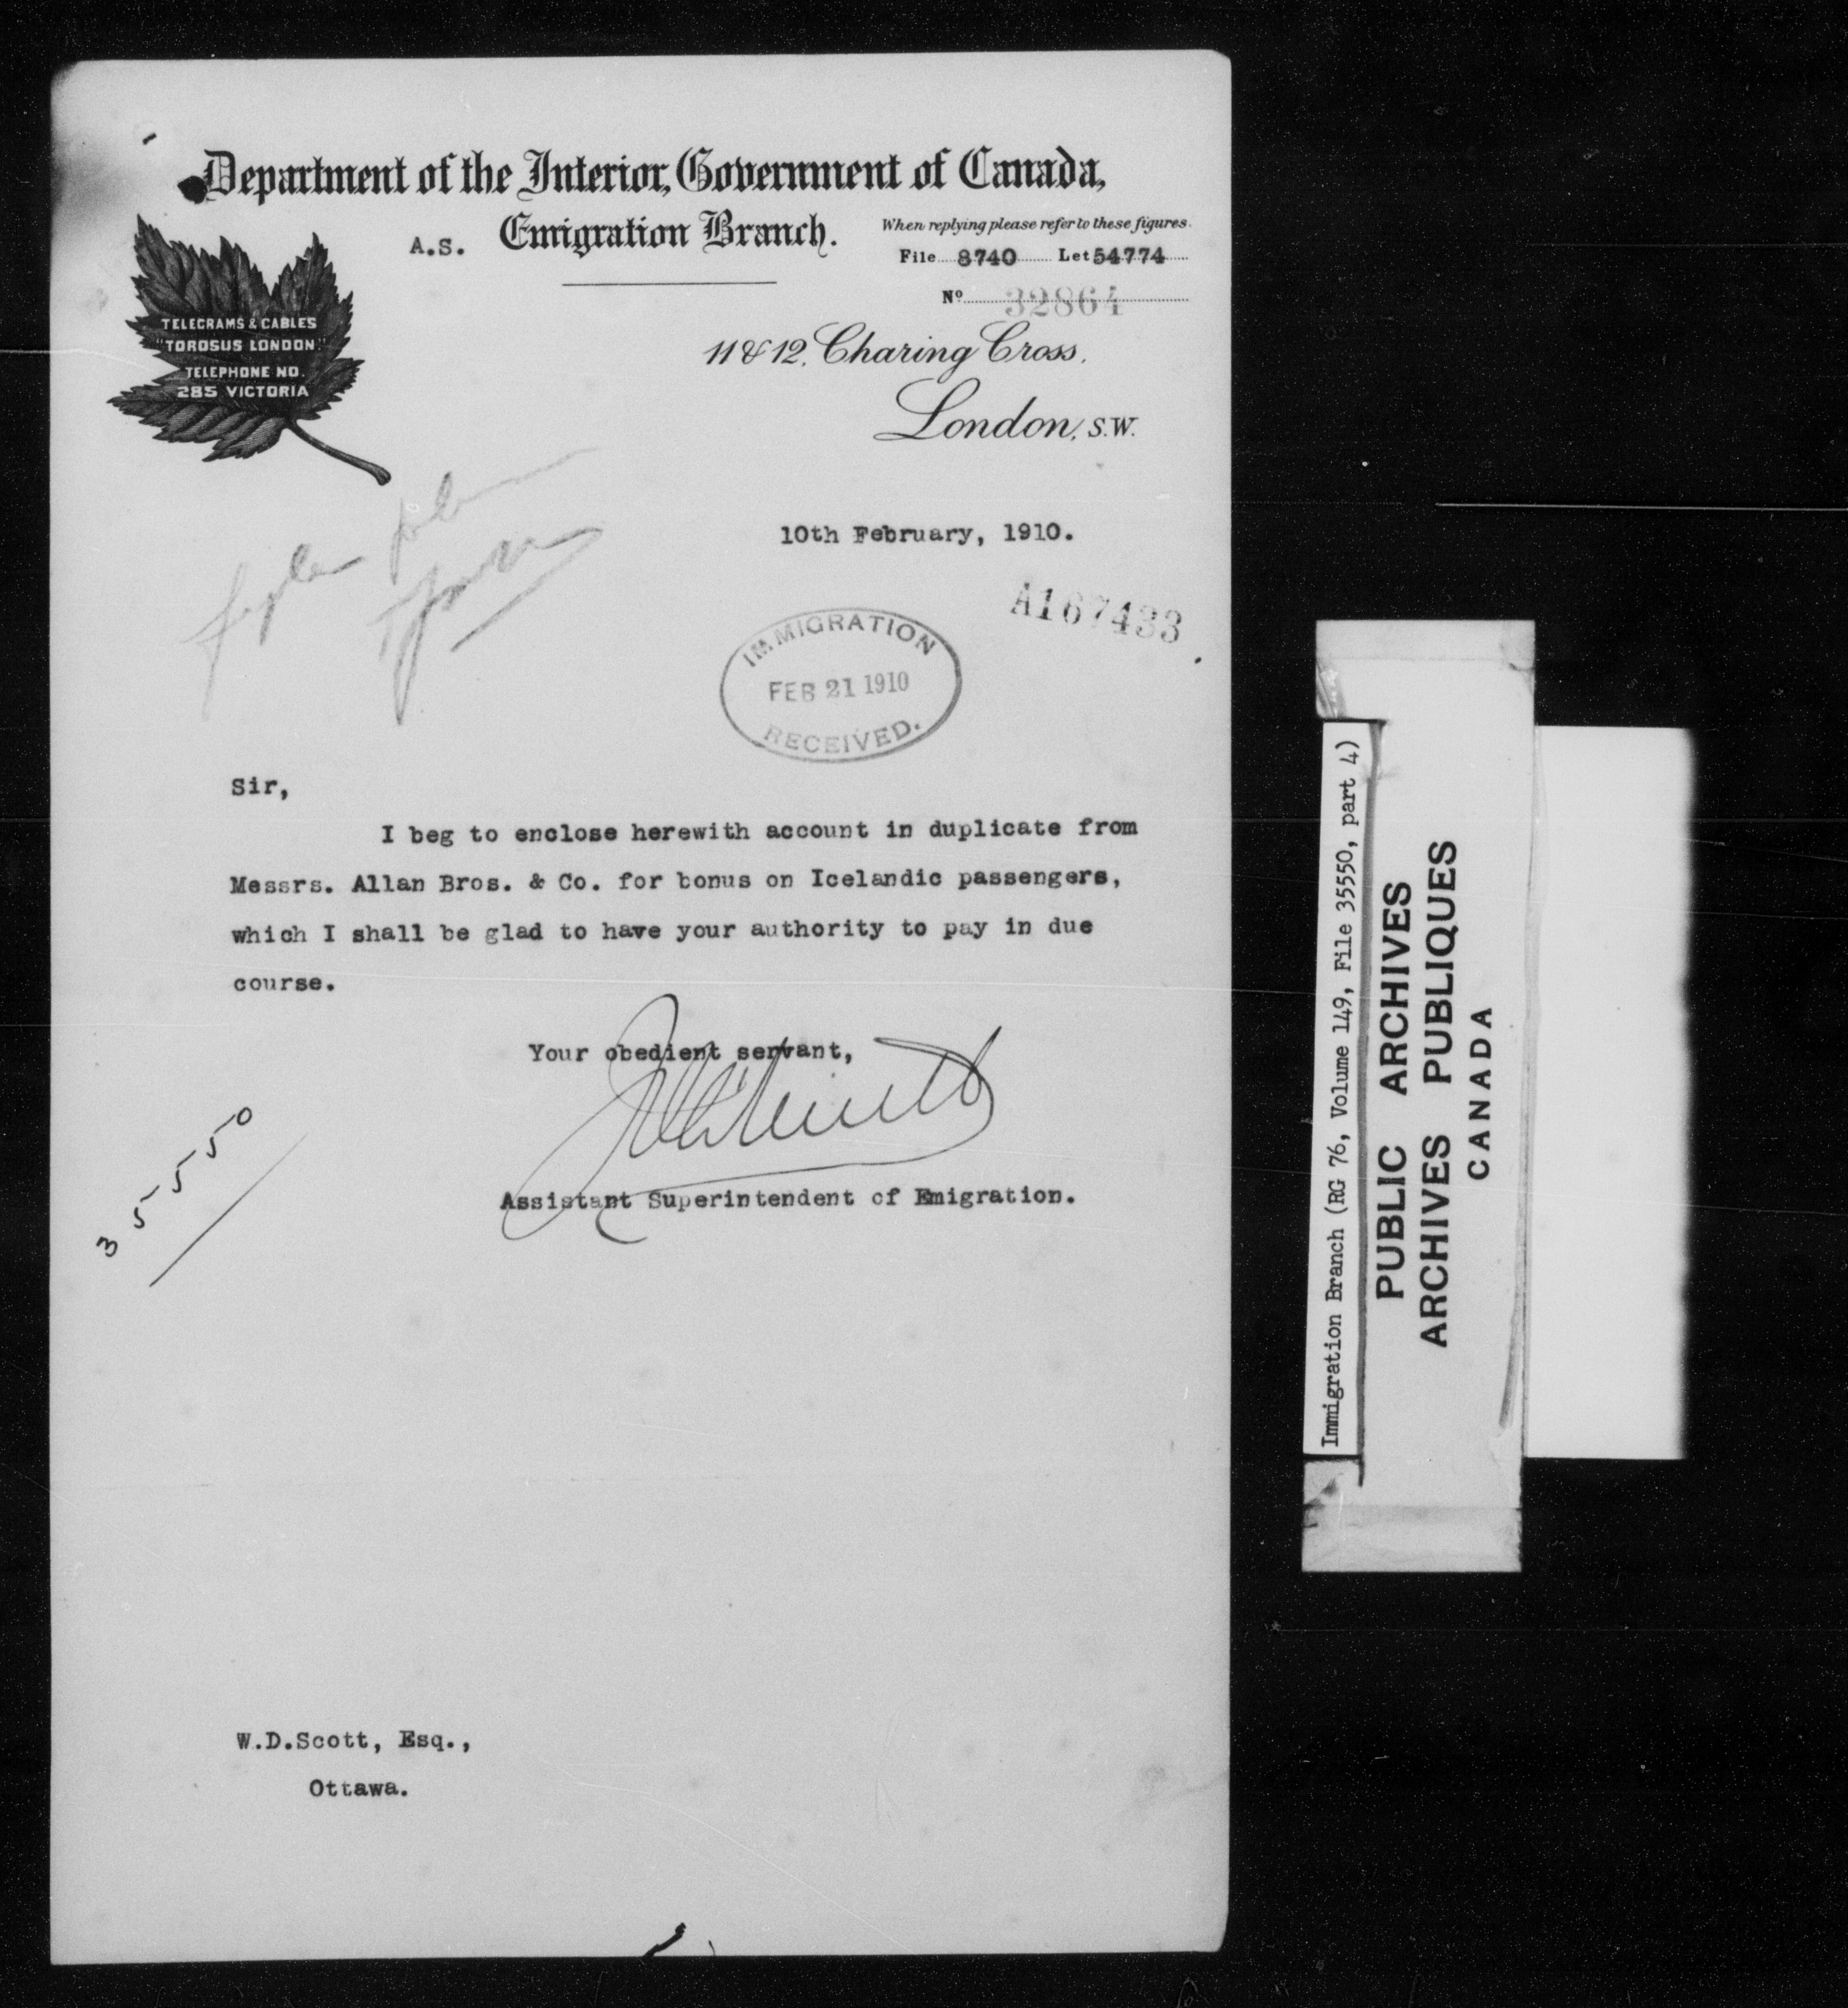 Department of the Interior, Government of Canada,
A.S. Emigration Branch.
When replying please refer to these figures.
File 8740 Let 54774
Nº 32864
TELEGRAMS & CABLES
"TOROSUS LONDON."
TELEPHONE NO.
285 VICTORIA
11 & 12, Charing Cross.
London, S.W.
10th February, 1910.
A167433
IMMIGRATION
FEB 21 1910
RECEIVED.
Sir,
I beg to enclose herewith account in duplicate from
Messrs. Allan Bros. & Co. for bonus on Icelandic passengers,
which I shall be glad to have your authority to pay in due
course.
Your obedient servant,
Assistant Superintendent of Emigration.
35550
W.D.Scott, Esq.,
Ottawa.
Immigration Branch (RG 76, Volume 149, File 35550, part 4)
PUBLIC ARCHIVES
ARCHIVES PUBLIQUES
CANADA